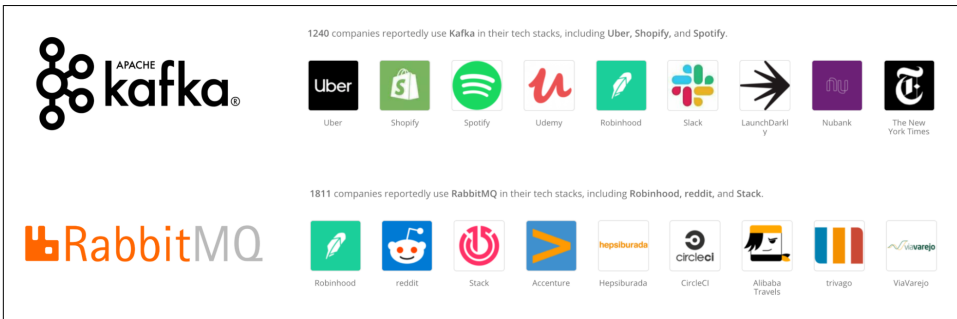 1240 companies reportedly use Kafka in their tech stacks, including Uber, Shopify, and Spotify.
APACHE
kafka®
Uber
Uber
Shopify
Spotify
Udemy
Robinhood
Slack
LaunchDarkl
y
nu
Nubank
The New
York Times
1811 companies reportedly use RabbitMQ in their tech stacks, including Robinhood, reddit, and Stack.
RabbitMQ
hepsiburada
circleci
viavarejo
Robinhood
reddit
Stack
Accenture
Hepsiburada
CircleCI
Alibaba
Travels
trivago
ViaVarejo